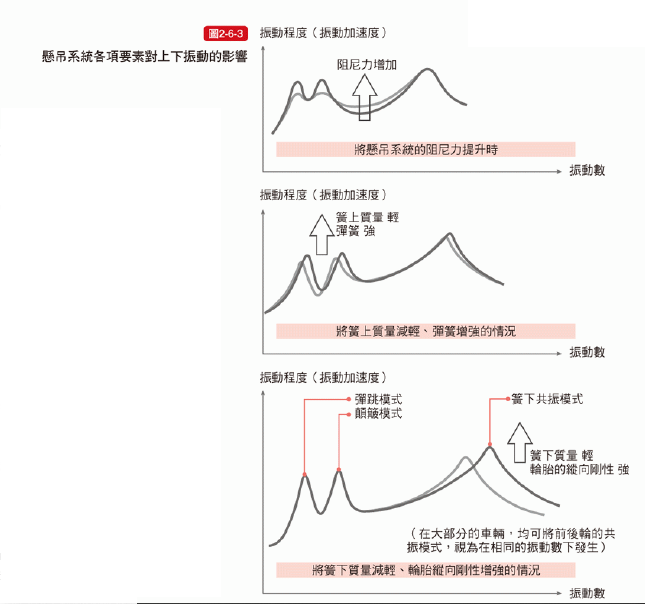 圖2-6-3
懸吊系統各項要素對上下振動的影響
振動程度（振動加速度）
阻尼力增加
將懸吊系統的阻尼力提升時
振動數
振動程度（振動加速度）
簧上質量 輕
彈簧 強
將簧上質量減輕、彈簧增強的情況
振動數
振動程度（振動加速度）
彈跳模式
顛簸模式
簧下共振模式
簧下質量 輕
輪胎的縱向剛性 強
（在大部分的車輛，均可將前後輪的共
振模式，視為在相同的振動數下發生）
將簧下質量減輕、輪胎縱向剛性增強的情況
振動數